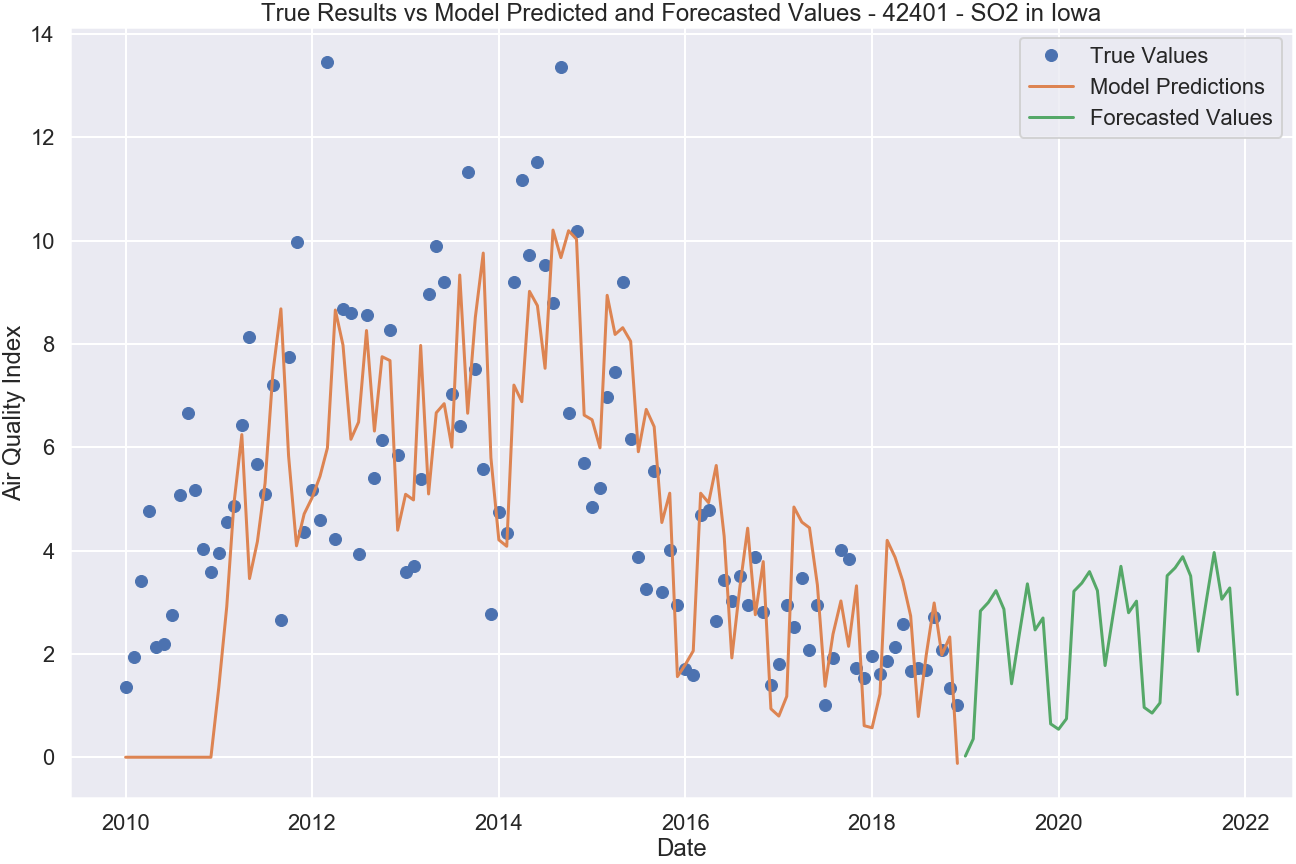 True Results vs Model Predicted and Forecasted Values - 42401 - SO2 in Iowa
True Values
Model Predictions
Forecasted Values
Air Quality Index
14
12
10
8
6
4
2
0
2010 2012 2014 2016 2018 2020 2022
Date